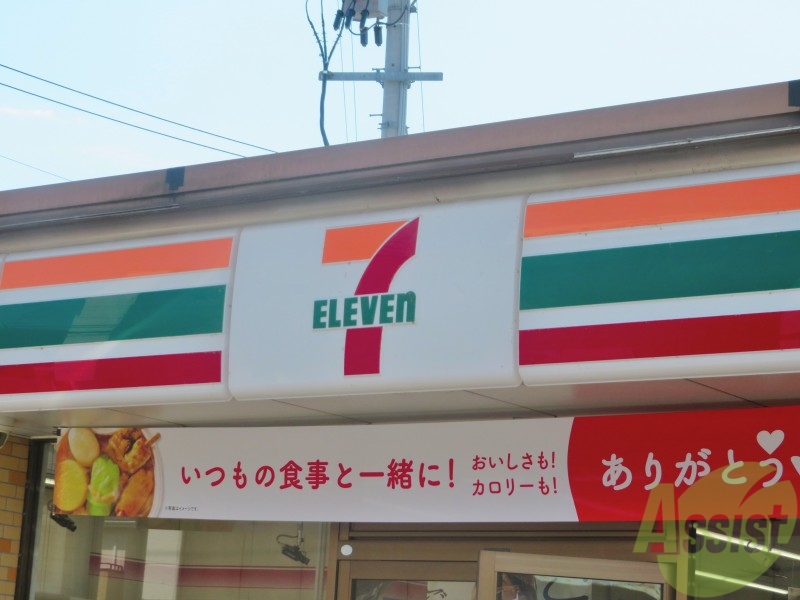 7
ELEVEn
いつもの食事と一緒に!
おいしさも!
カロリーも!
ありがとう
Assist